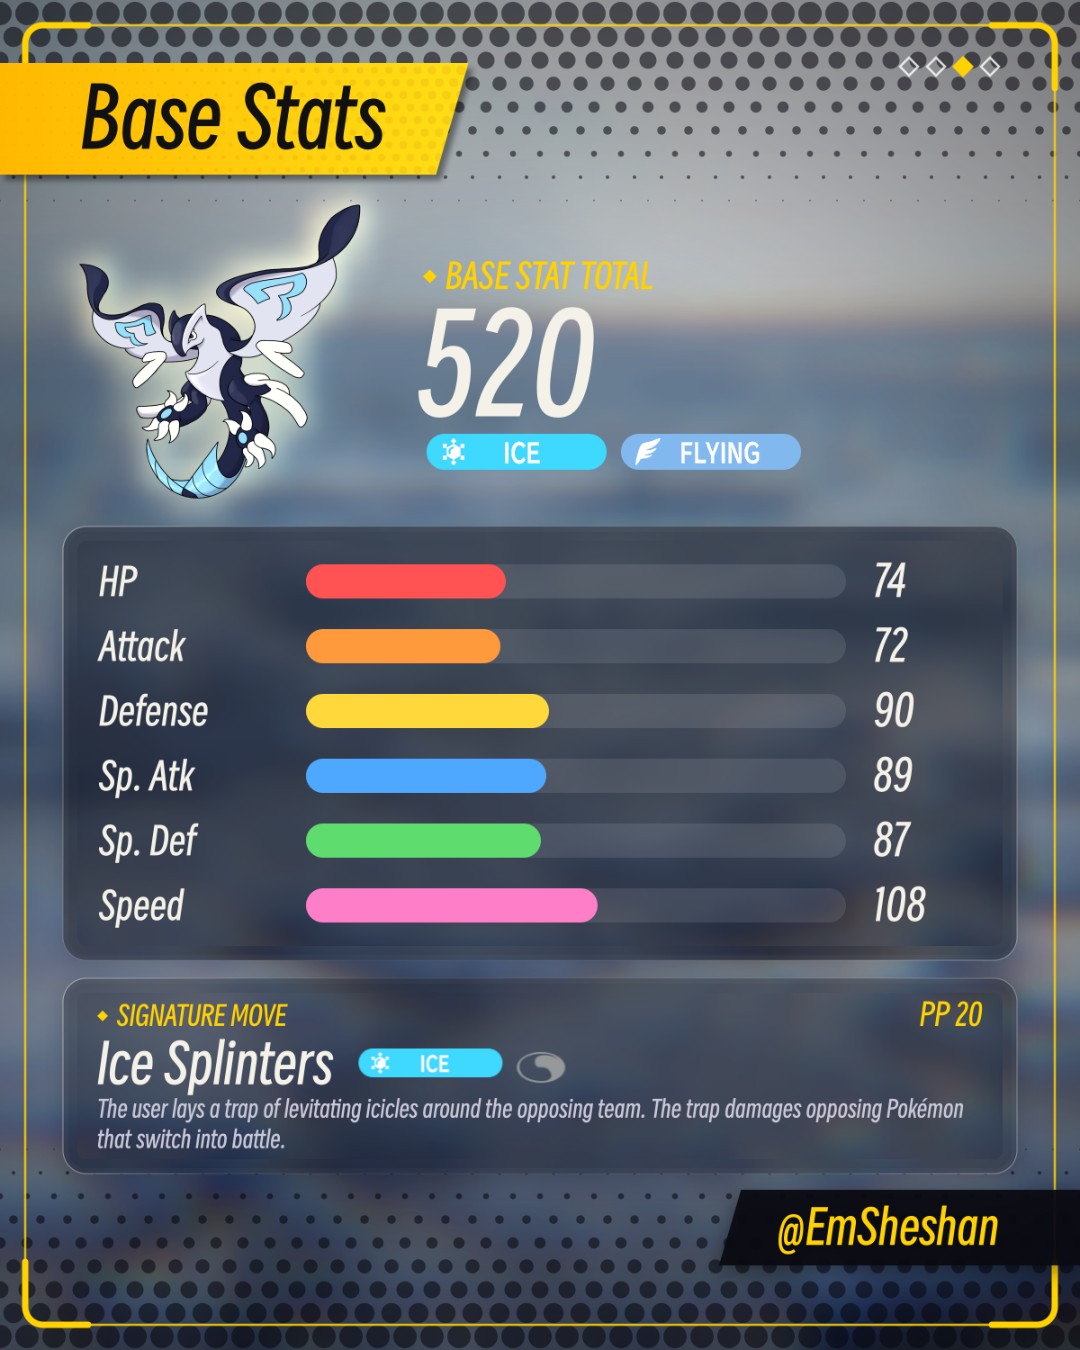 Base Stats
BASE STAT TOTAL
520
ICE
FLYING
HP 74
Attack 72
Defense 90
Sp. Atk 89
Sp. Def 87
Speed 108
SIGNATURE MOVE
PP 20
Ice Splinters
ICE
The user lays a trap of levitating icicles around the opposing team. The trap damages opposing Pokémon
that switch into battle.
@EmSheshan